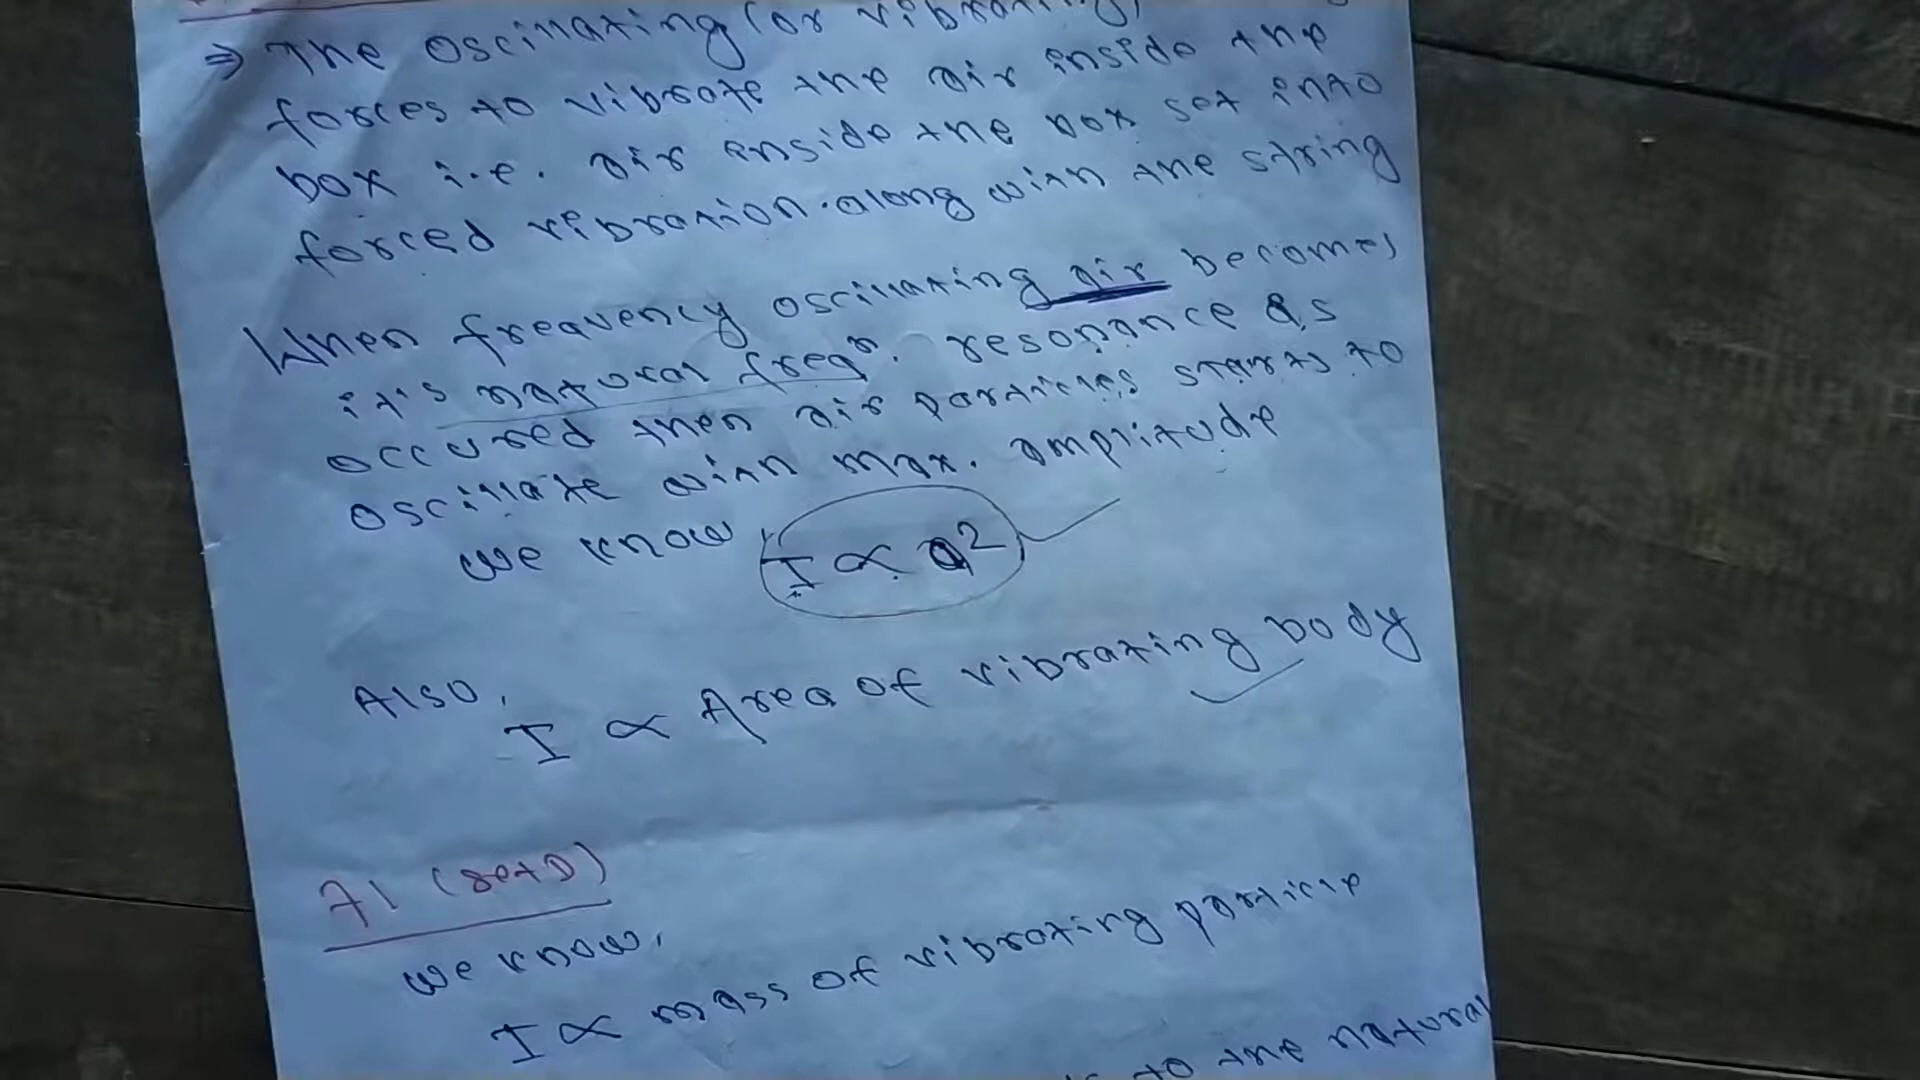 ⇒ The oscillating (or vibrating)
forces to vibrate the air inside the
box i.e. air inside the box set into
forced vibration. along with the string
When frequency oscillating air becomes
it's natural freqn. resonance is
occured then air particles starts to
oscillate with max. amplitude
we know, I ∝ a²
Also,
I ∝ Area of vibrating body
71 (set D)
we know,
I ∝ mass of vibrating particle
to the natural